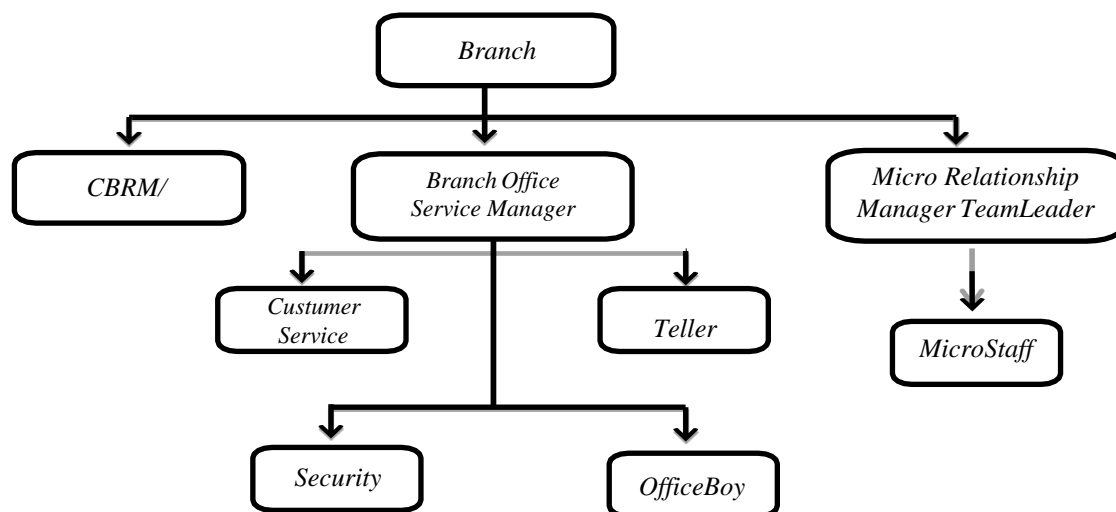 Branch
CBRM/
Branch Office
Service Manager
Micro Relationship
Manager TeamLeader
Custumer
Service
Teller
MicroStaff
Security
OfficeBoy